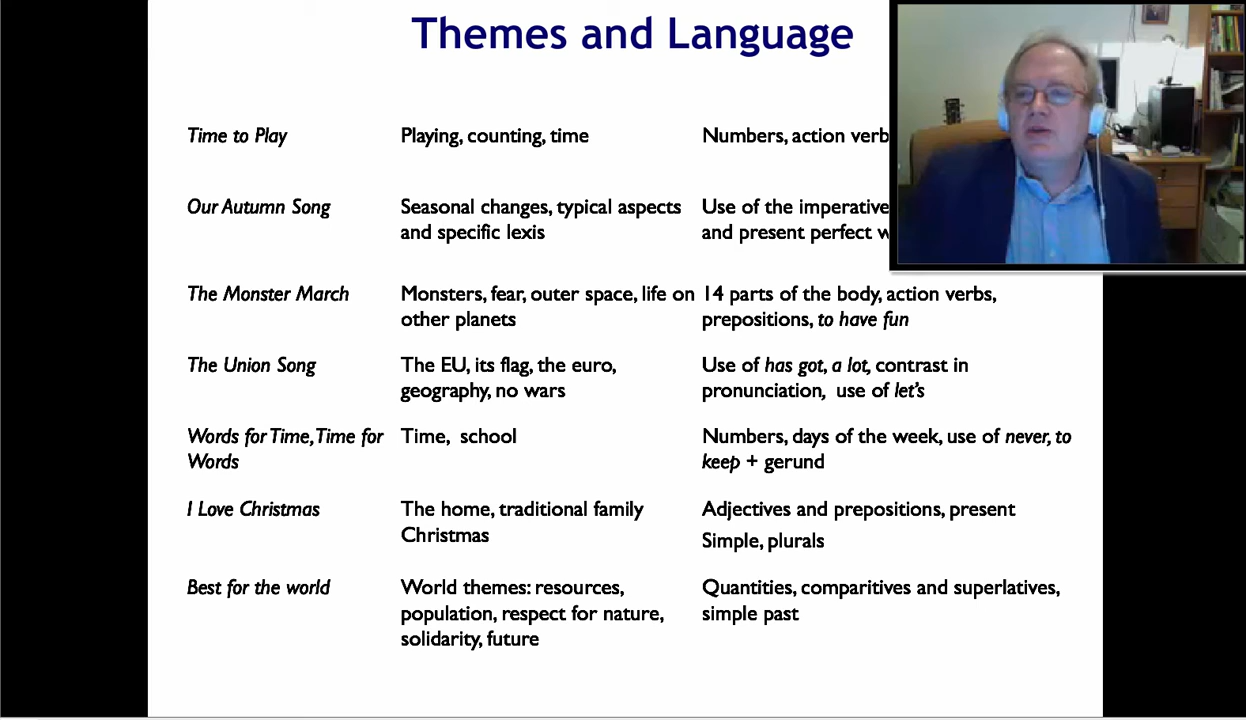 Themes and Language
Time to Play
Playing, counting, time
Numbers, action verb
Our Autumn Song
Seasonal changes, typical aspects
and specific lexis
Use of the imperative
and present perfect w
The Monster March
Monsters, fear, outer space, life on
other planets
14 parts of the body, action verbs,
prepositions, to have fun
The Union Song
The EU, its flag, the euro,
geography, no wars
Use of has got, a lot, contrast in
pronunciation, use of let's
Words for Time, Time for
Words
Time, school
Numbers, days of the week, use of never, to
keep + gerund
I Love Christmas
The home, traditional family
Christmas
Adjectives and prepositions, present
Simple, plurals
Best for the world
World themes: resources,
population, respect for nature,
solidarity, future
Quantities, comparitives and superlatives,
simple past